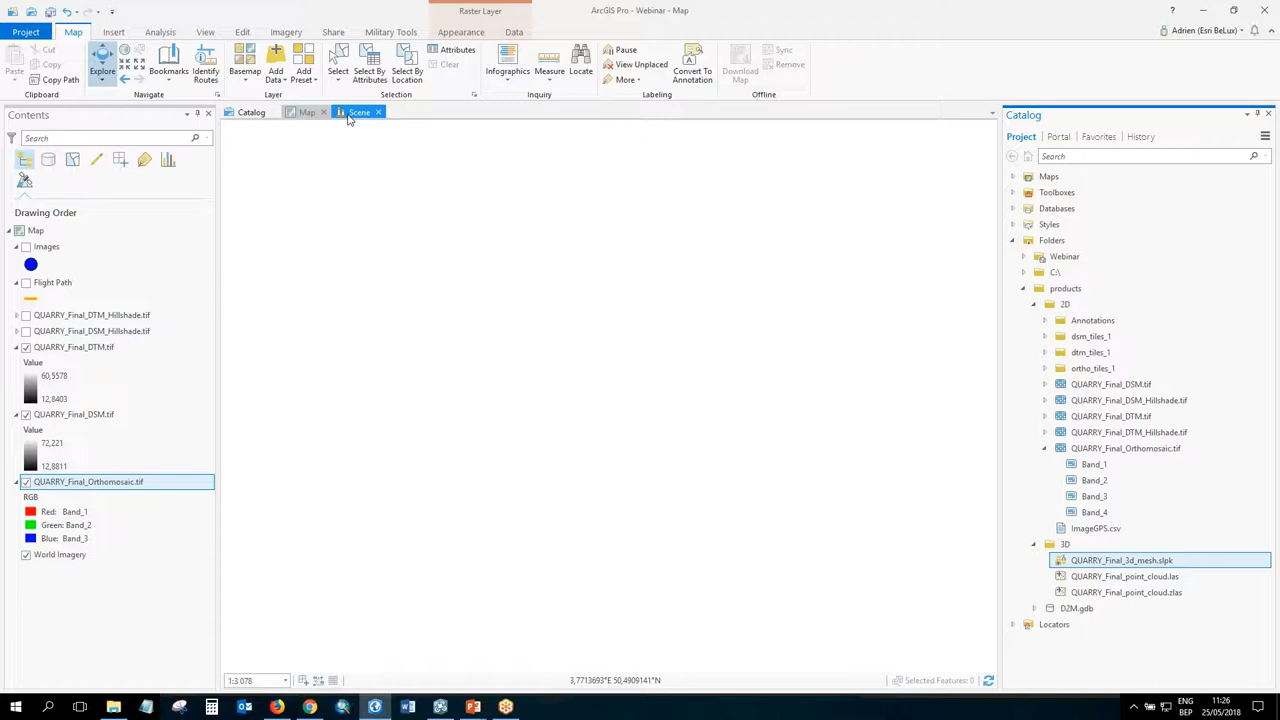 Raster Layer
ArcGIS Pro - Webinar - Map
Project Map Insert Analysis View Edit Imagery Share Military Tools Appearance Data
Adrien (Esri BeLux)
Paste
Cut
Copy
Copy Path
Clipboard
Explore
Bookmarks
Identify Routes
Navigate
Basemap
Add Data
Add Preset
Layer
Select
Select By Attributes
Select By Location
Attributes
Clear
Selection
Infographics
Measure
Locate
Inquiry
Pause
View Unplaced
More
Convert To Annotation
Labeling
Download Map
Sync
Remove
Offline
Contents
Search
Drawing Order
Map
Images
Flight Path
QUARRY_Final_DTM_Hillshade.tif
QUARRY_Final_DSM_Hillshade.tif
QUARRY_Final_DTM.tif
Value
60,5578
12,8403
QUARRY_Final_DSM.tif
Value
72,221
12,8811
QUARRY_Final_Orthomosaic.tif
RGB
Red: Band_1
Green: Band_2
Blue: Band_3
World Imagery
Catalog Map Scene
1:3 078
3,7713693°E 50,4909141°N
Selected Features: 0
Catalog
Project Portal Favorites History
Search
Maps
Toolboxes
Databases
Styles
Folders
Webinar
C:\
products
2D
Annotations
dsm_tiles_1
dtm_tiles_1
ortho_tiles_1
QUARRY_Final_DSM.tif
QUARRY_Final_DSM_Hillshade.tif
QUARRY_Final_DTM.tif
QUARRY_Final_DTM_Hillshade.tif
QUARRY_Final_Orthomosaic.tif
Band_1
Band_2
Band_3
Band_4
ImageGPS.csv
3D
QUARRY_Final_3d_mesh.slpk
QUARRY_Final_point_cloud.las
QUARRY_Final_point_cloud.zlas
D2M.gdb
Locators
ENG
BEP
11:26
25/05/2018